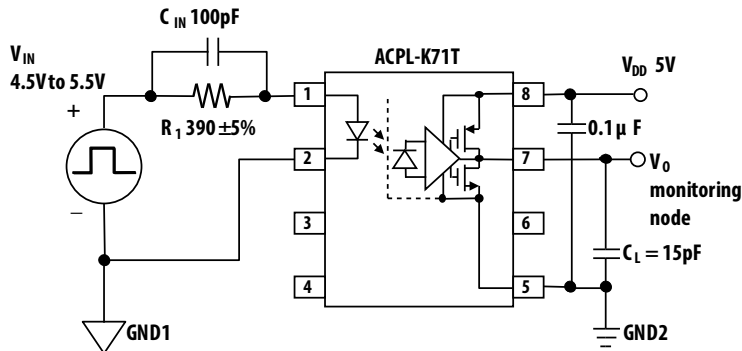 C IN 100pF
V IN
4.5V to 5.5V
+
R 1 390 ±5%
–
GND1
ACPL-K71T
1
2
3
4
8
7
6
5
V DD 5V
0.1µ F
V O
monitoring
node
C L = 15pF
GND2